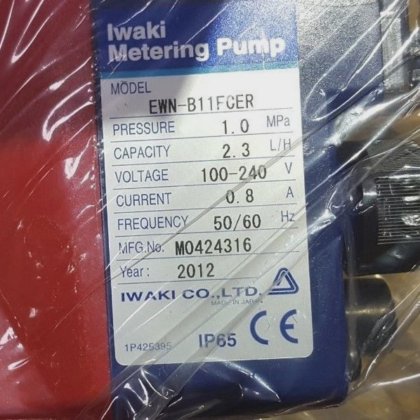 Iwaki
Metering Pump
MODEL
EWN-B11FCER
PRESSURE 1.0 MPa
CAPACITY 2.3 L/H
VOLTAGE 100-240 V
CURRENT 0.8 A
FREQUENCY 50/60 Hz
MFG.No. M0424316
Year: 2012
IWAKI CO.,LTD.
MADE IN JAPAN
1P425395 IP65 CE